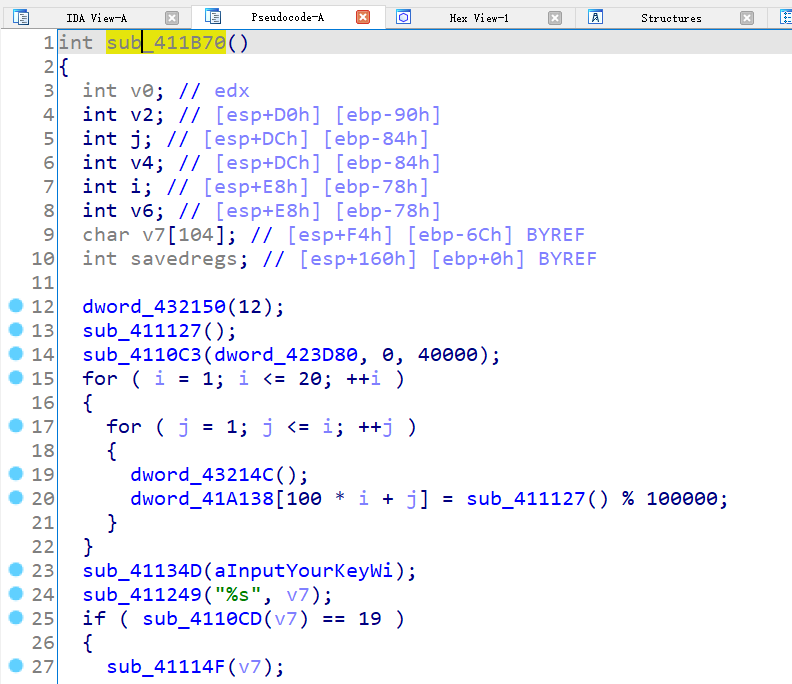 IDA View-A Pseudocode-A Hex View-1 Structures
1 int sub_411B70()
2 {
3 int v0; // edx
4 int v2; // [esp+D0h] [ebp-90h]
5 int j; // [esp+DCh] [ebp-84h]
6 int v4; // [esp+DCh] [ebp-84h]
7 int i; // [esp+E8h] [ebp-78h]
8 int v6; // [esp+E8h] [ebp-78h]
9 char v7[104]; // [esp+F4h] [ebp-6Ch] BYREF
10 int savedregs; // [esp+160h] [ebp+0h] BYREF
11
12 dword_432150(12);
13 sub_411127();
14 sub_4110C3(dword_423D80, 0, 40000);
15 for ( i = 1; i <= 20; ++i )
16 {
17 for ( j = 1; j <= i; ++j )
18 {
19 dword_43214C();
20 dword_41A138[100 * i + j] = sub_411127() % 100000;
21 }
22 }
23 sub_41134D(aInputYourKeyWi);
24 sub_411249("%s", v7);
25 if ( sub_4110CD(v7) == 19 )
26 {
27 sub_41114F(v7);